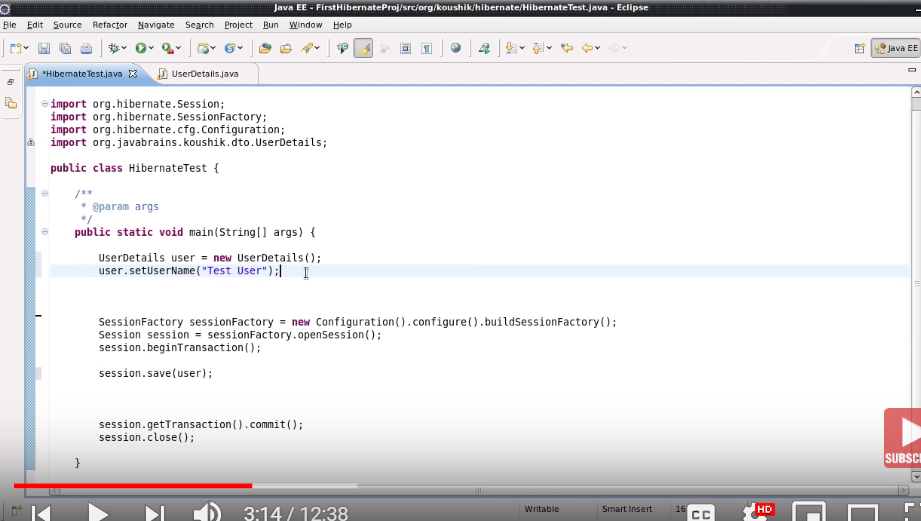 Java EE - FirstHibernateProj/src/org/koushik/hibernate/HibernateTest.java - Eclipse
File Edit Source Refactor Navigate Search Project Run Window Help
Java EE
*HibernateTest.java UserDetails.java
import org.hibernate.Session;
import org.hibernate.SessionFactory;
import org.hibernate.cfg.Configuration;
import org.javabrains.koushik.dto.UserDetails;
public class HibernateTest {
/**
* @param args
*/
public static void main(String[] args) {
UserDetails user = new UserDetails();
user.setUserName("Test User");
SessionFactory sessionFactory = new Configuration().configure().buildSessionFactory();
Session session = sessionFactory.openSession();
session.beginTransaction();
session.save(user);
session.getTransaction().commit();
session.close();
}
SUBSC
3:14 / 12:38
Writable Smart Insert 16
CC HD